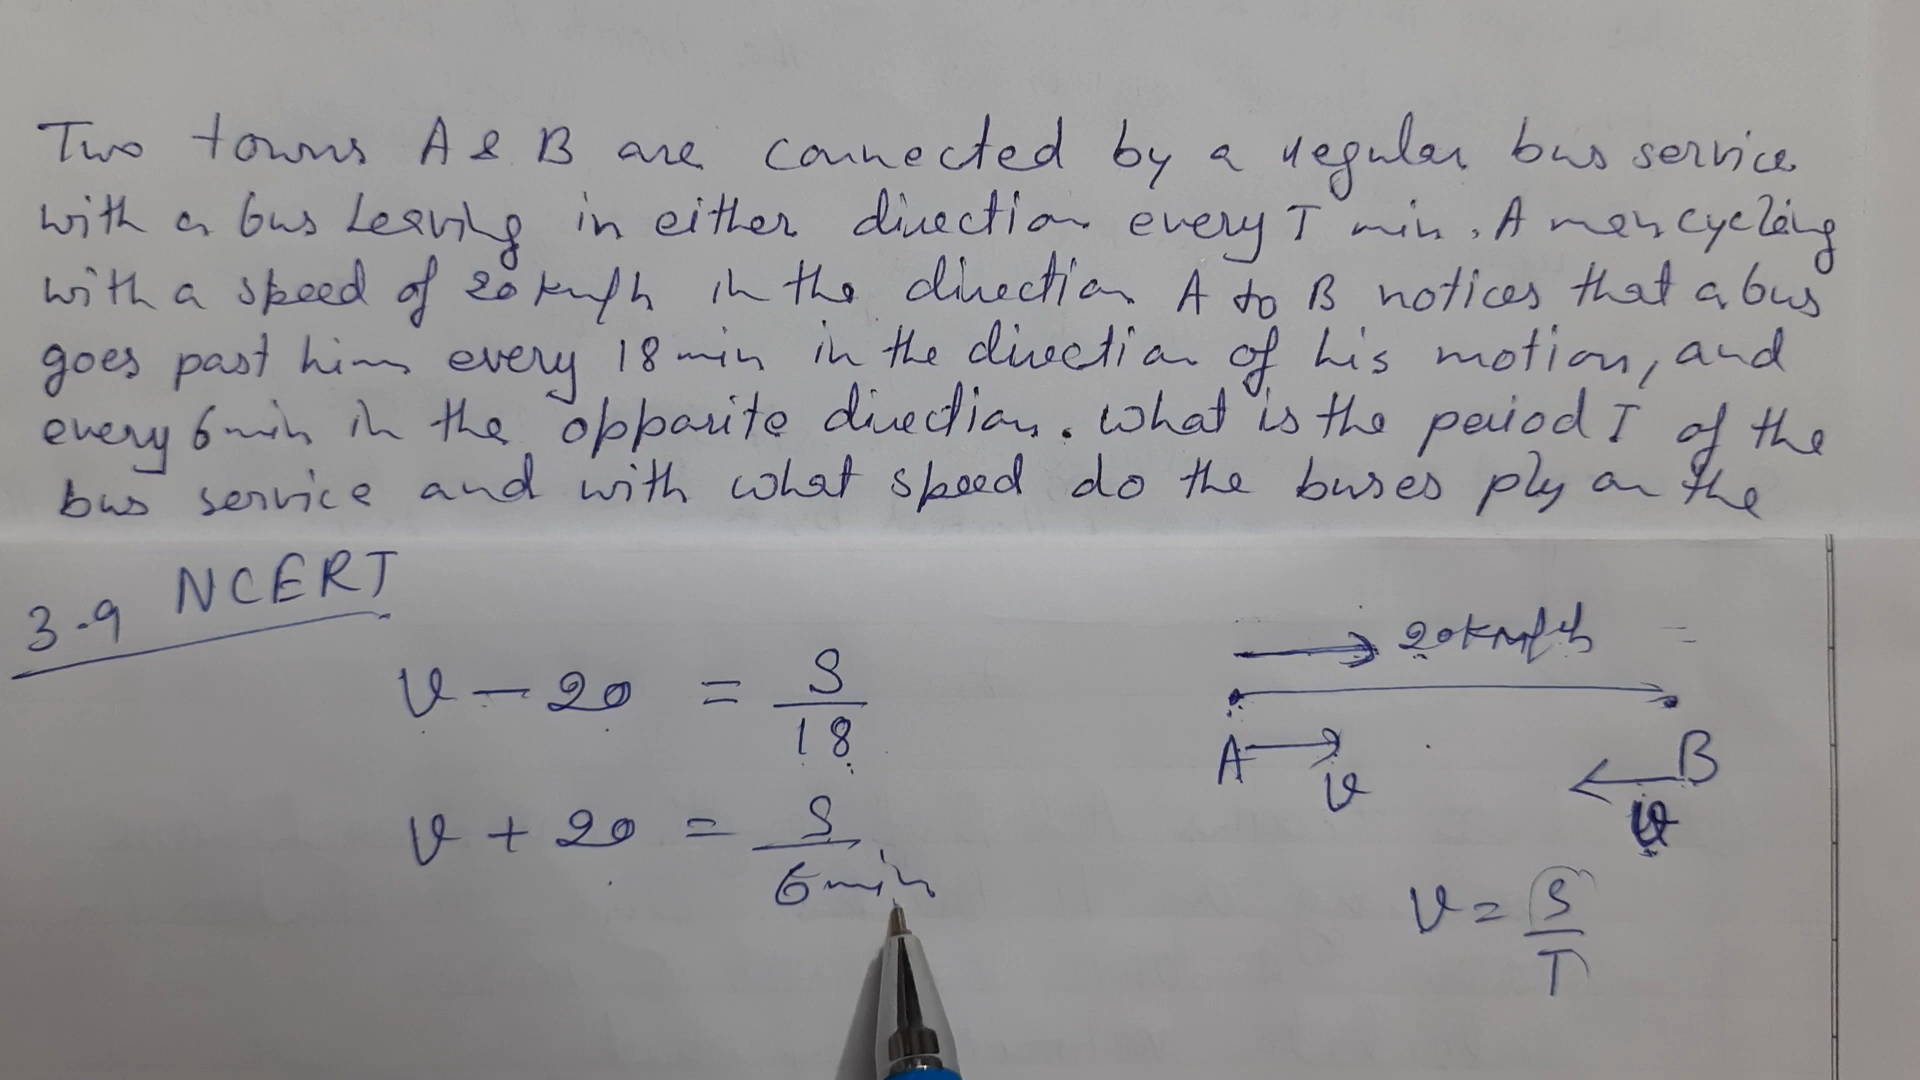 Two towns A & B are connected by a regular bus service
with a bus leaving in either direction every T min. A man cycling
with a speed of 20 km/h in the direction A to B notices that a bus
goes past him every 18 min in the direction of his motion, and
every 6 min in the opposite direction. What is the period T of the
bus service and with what speed do the buses ply on the
3.9 NCERT
v - 20 = S/18
v + 20 = S/6 min
20 km/h
A B
v v
v = S/T